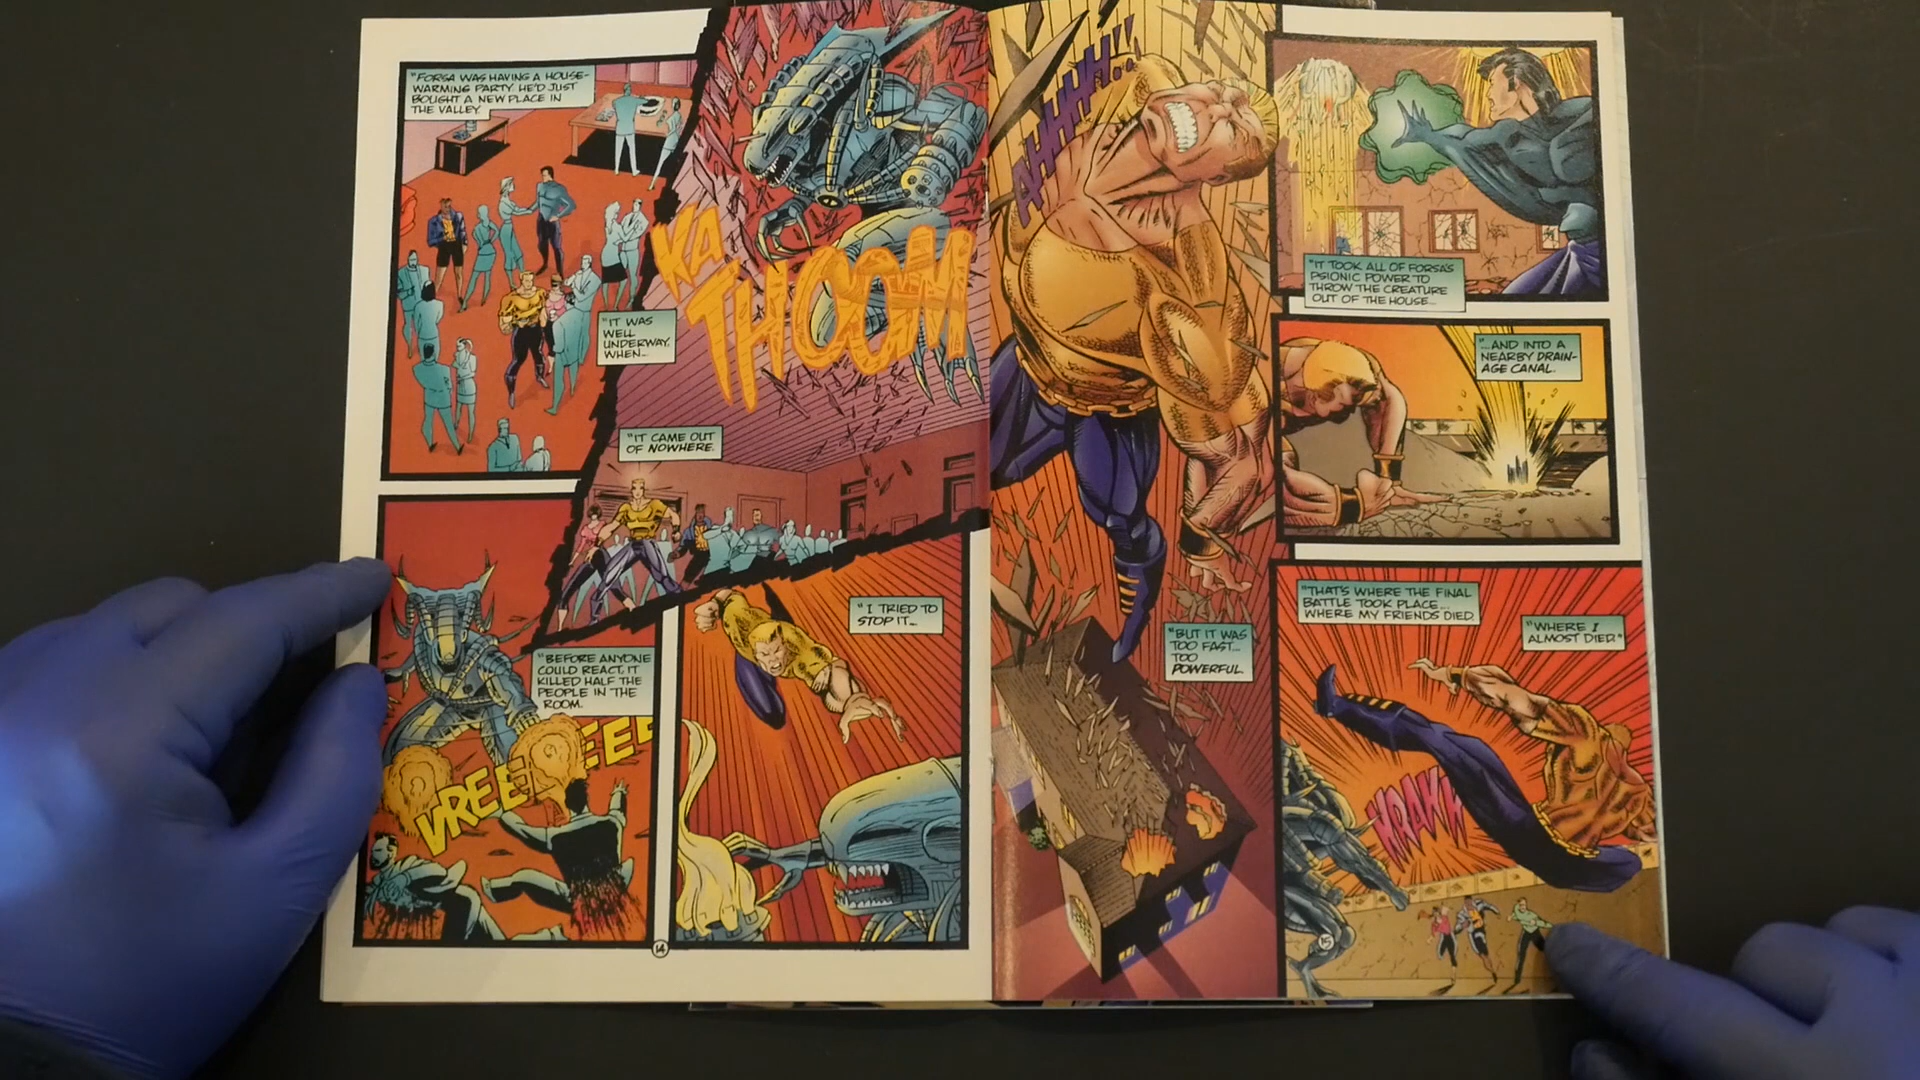 "FORSA WAS HAVING A HOUSE-
WARMING PARTY. HE'D JUST
BOUGHT A NEW PLACE IN
THE VALLEY.
"IT WAS
WELL
UNDERWAY,
WHEN...
KA
THOOM
"IT CAME OUT
OF NOWHERE.
"BEFORE ANYONE
COULD REACT, IT
KILLED HALF THE
PEOPLE IN THE
ROOM.
VREEEEEEE
"I TRIED TO
STOP IT...
14
AHHHH!!
"BUT IT WAS
TOO FAST...
TOO
POWERFUL.
"IT TOOK ALL OF FORSA'S
PSIONIC POWER TO
THROW THE CREATURE
OUT OF THE HOUSE...
"...AND INTO A
NEARBY DRAIN-
AGE CANAL.
"THAT'S WHERE THE FINAL
BATTLE TOOK PLACE...
WHERE MY FRIENDS DIED.
"WHERE I
ALMOST DIED."
15